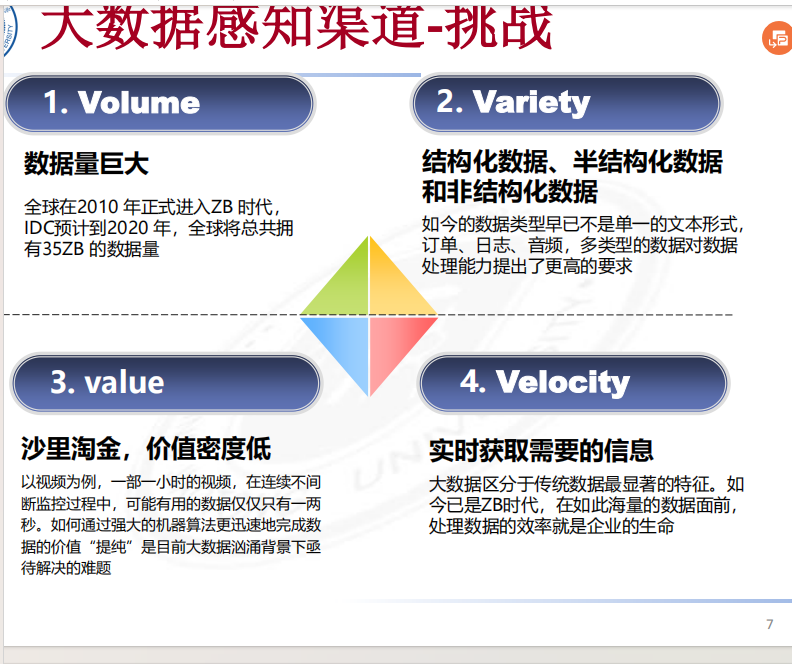 大数据感知渠道-挑战
1. Volume
数据量巨大
全球在2010 年正式进入ZB 时代，
IDC预计到2020 年，全球将总共拥
有35ZB 的数据量
2. Variety
结构化数据、半结构化数据
和非结构化数据
如今的数据类型早已不是单一的文本形式，
订单、日志、音频，多类型的数据对数据
处理能力提出了更高的要求
3. value
沙里淘金，价值密度低
以视频为例，一部一小时的视频，在连续不间
断监控过程中，可能有用的数据仅仅只有一两
秒。如何通过强大的机器算法更迅速地完成数
据的价值“提纯”是目前大数据汹涌背景下亟
待解决的难题
4. Velocity
实时获取需要的信息
大数据区分于传统数据最显著的特征。如
今已是ZB时代，在如此海量的数据面前，
处理数据的效率就是企业的生命
7